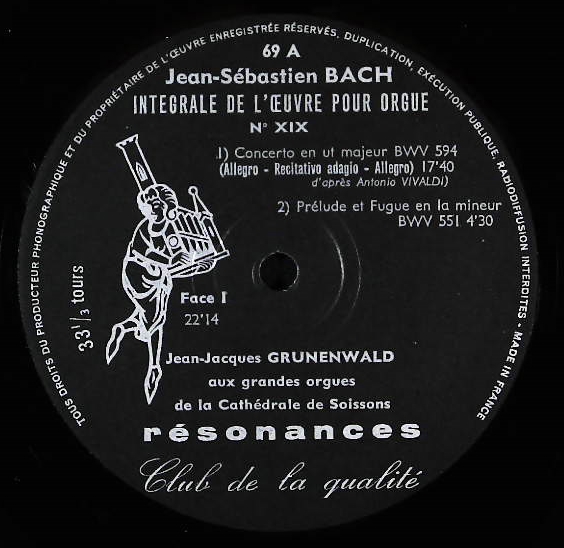 TOUS DROITS DU PRODUCTEUR PHONOGRAPHIQUE ET DU PROPRIÉTAIRE DE L'ŒUVRE ENREGISTRÉE RÉSERVÉS. DUPLICATION, EXÉCUTION PUBLIQUE, RADIODIFFUSION INTERDITES - MADE IN FRANCE
69 A
Jean-Sébastien BACH
INTEGRALE DE L'ŒUVRE POUR ORGUE
N° XIX
1) Concerto en ut majeur BWV 594
(Allegro - Recitativo adagio - Allegro) 17'40
d'après Antonio VIVALDI)
2) Prélude et Fugue en la mineur
BWV 551 4'30
33 1/3 tours
Face I
22'14
Jean-Jacques GRUNENWALD
aux grandes orgues
de la Cathédrale de Soissons
résonances
Club de la qualité